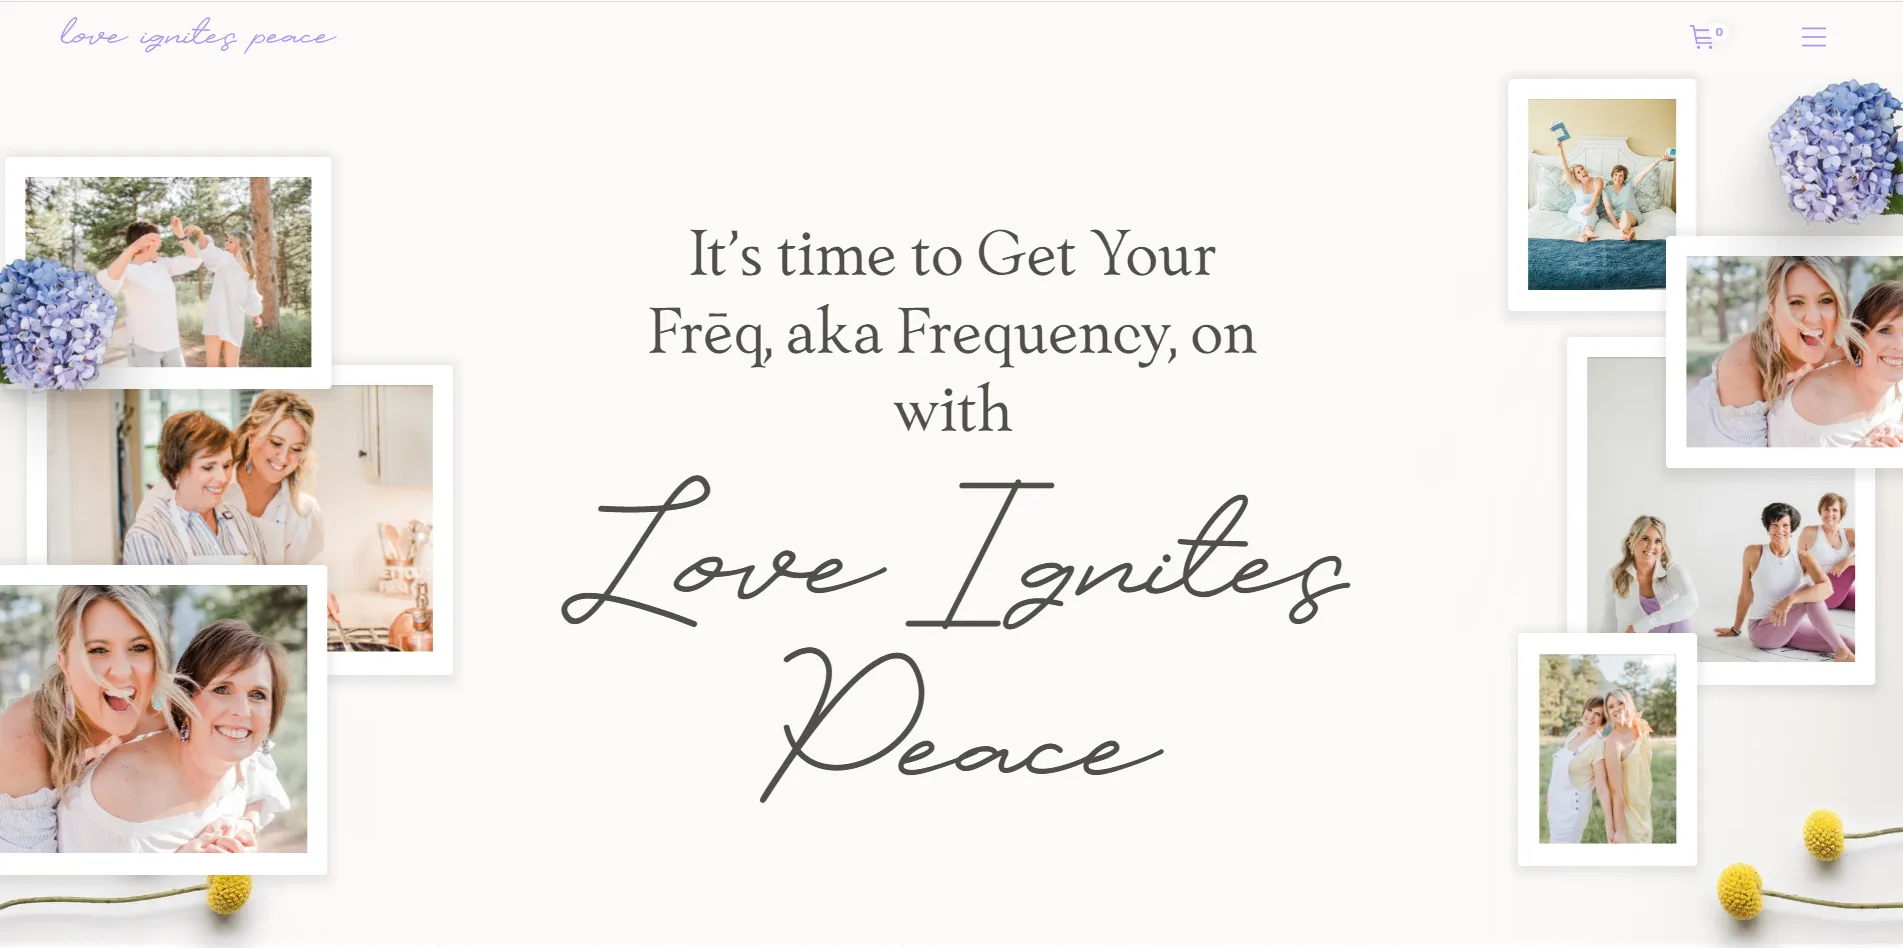 love ignites peace
0
It's time to Get Your
Frēq, aka Frequency, on
with
Love Ignites
Peace